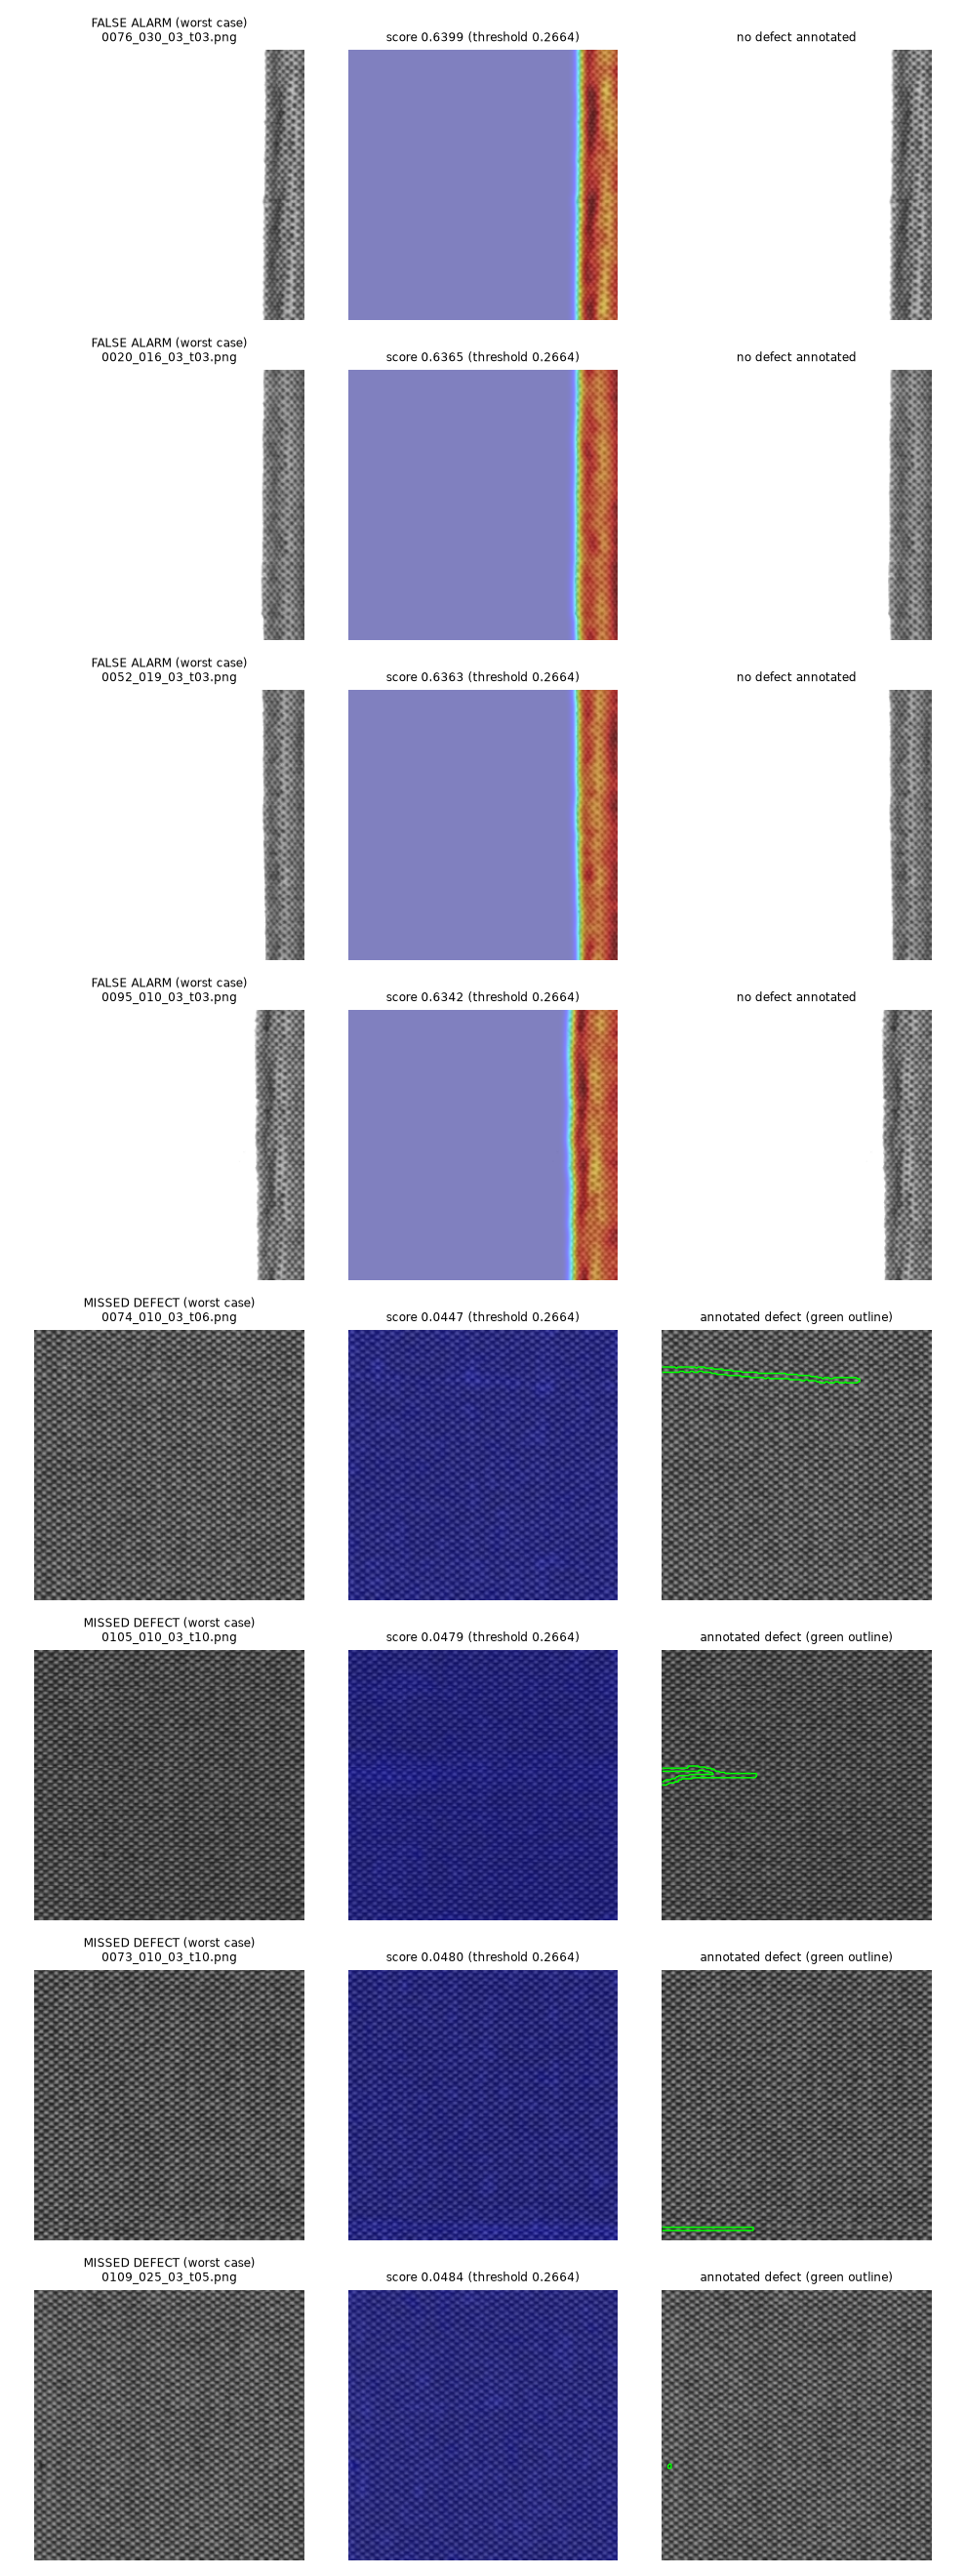 FALSE ALARM (worst case)
0076_030_03_t03.png
score 0.6399 (threshold 0.2664)
no defect annotated
FALSE ALARM (worst case)
0020_016_03_t03.png
score 0.6365 (threshold 0.2664)
no defect annotated
FALSE ALARM (worst case)
0052_019_03_t03.png
score 0.6363 (threshold 0.2664)
no defect annotated
FALSE ALARM (worst case)
0095_010_03_t03.png
score 0.6342 (threshold 0.2664)
no defect annotated
MISSED DEFECT (worst case)
0074_010_03_t06.png
score 0.0447 (threshold 0.2664)
annotated defect (green outline)
MISSED DEFECT (worst case)
0105_010_03_t10.png
score 0.0479 (threshold 0.2664)
annotated defect (green outline)
MISSED DEFECT (worst case)
0073_010_03_t10.png
score 0.0480 (threshold 0.2664)
annotated defect (green outline)
MISSED DEFECT (worst case)
0109_025_03_t05.png
score 0.0484 (threshold 0.2664)
annotated defect (green outline)